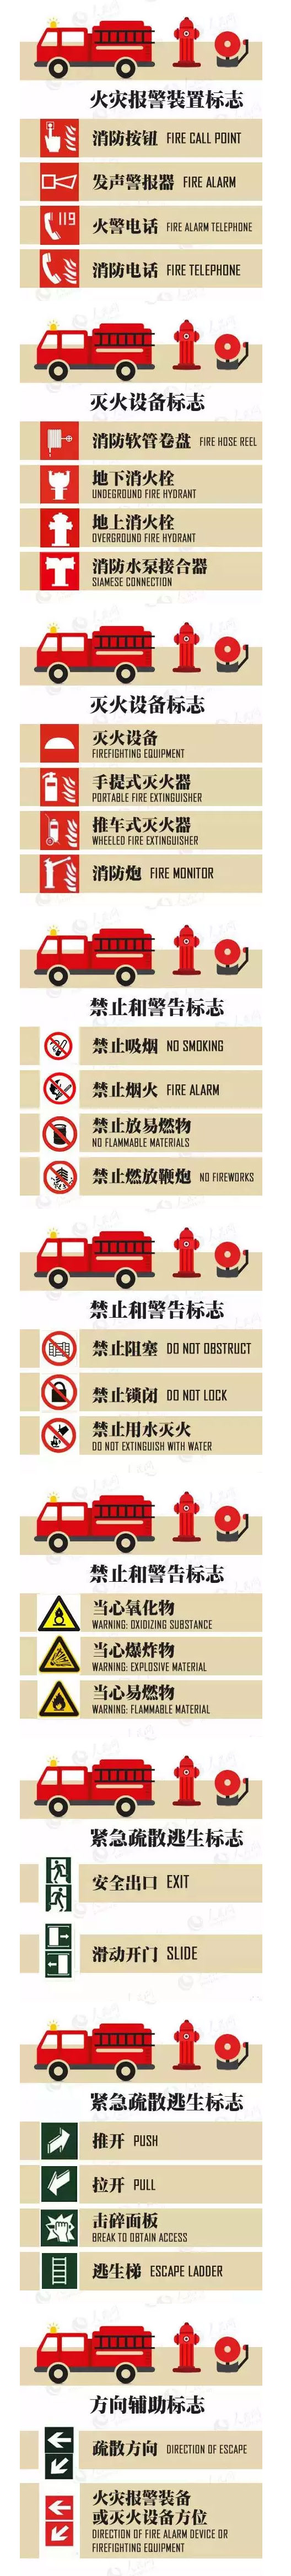 火灾报警装置标志
消防按钮 FIRE CALL POINT
发声警报器 FIRE ALARM
119
火警电话 FIRE ALARM TELEPHONE
消防电话 FIRE TELEPHONE
灭火设备标志
消防软管卷盘 FIRE HOSE REEL
地下消火栓
UNDEGROUND FIRE HYDRANT
地上消火栓
OVERGROUND FIRE HYDRANT
消防水泵接合器
SIAMESE CONNECTION
灭火设备标志
灭火设备
FIREFIGHTING EQUIPMENT
手提式灭火器
PORTABLE FIRE EXTINGUISHER
推车式灭火器
WHEELED FIRE EXTINGUISHER
消防炮 FIRE MONITOR
禁止和警告标志
禁止吸烟 NO SMOKING
禁止烟火 FIRE ALARM
禁止放易燃物
NO FLAMMABLE MATERIALS
禁止燃放鞭炮 NO FIREWORKS
禁止和警告标志
禁止阻塞 DO NOT OBSTRUCT
禁止锁闭 DO NOT LOCK
禁止用水灭火
DO NOT EXTINGUISH WITH WATER
禁止和警告标志
当心氧化物
WARNING: OXIDIZING SUBSTANCE
当心爆炸物
WARNING: EXPLOSIVE MATERIAL
当心易燃物
WARNING: FLAMMABLE MATERIAL
紧急疏散逃生标志
安全出口 EXIT
滑动开门 SLIDE
紧急疏散逃生标志
推开 PUSH
拉开 PULL
击碎面板
BREAK TO OBTAIN ACCESS
逃生梯 ESCAPE LADDER
方向辅助标志
疏散方向 DIRECTION OF ESCAPE
火灾报警装备
或灭火设备方位
DIRECTION OF FIRE ALARM DEVICE OR
FIREFIGHTING EQUIPMENT